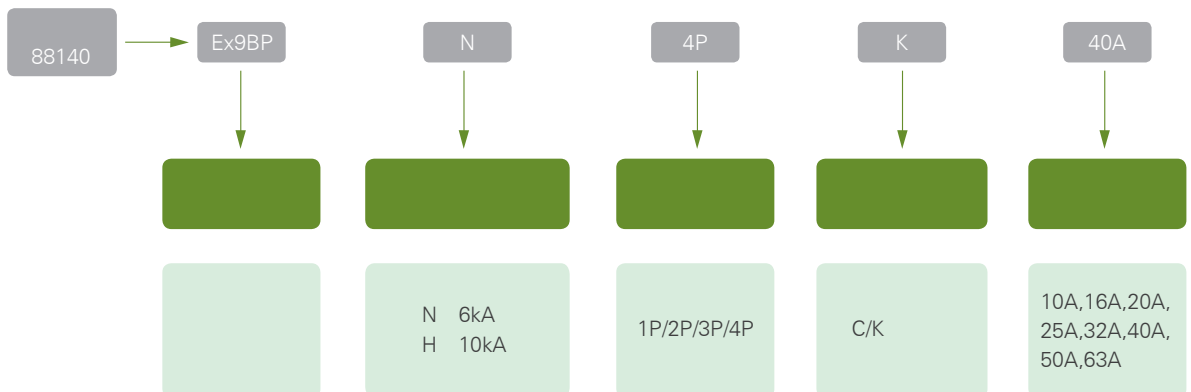 88140
Ex9BP
N
4P
K
40A
N 6kA
H 10kA
1P/2P/3P/4P
C/K
10A,16A,20A,
25A,32A,40A,
50A,63A